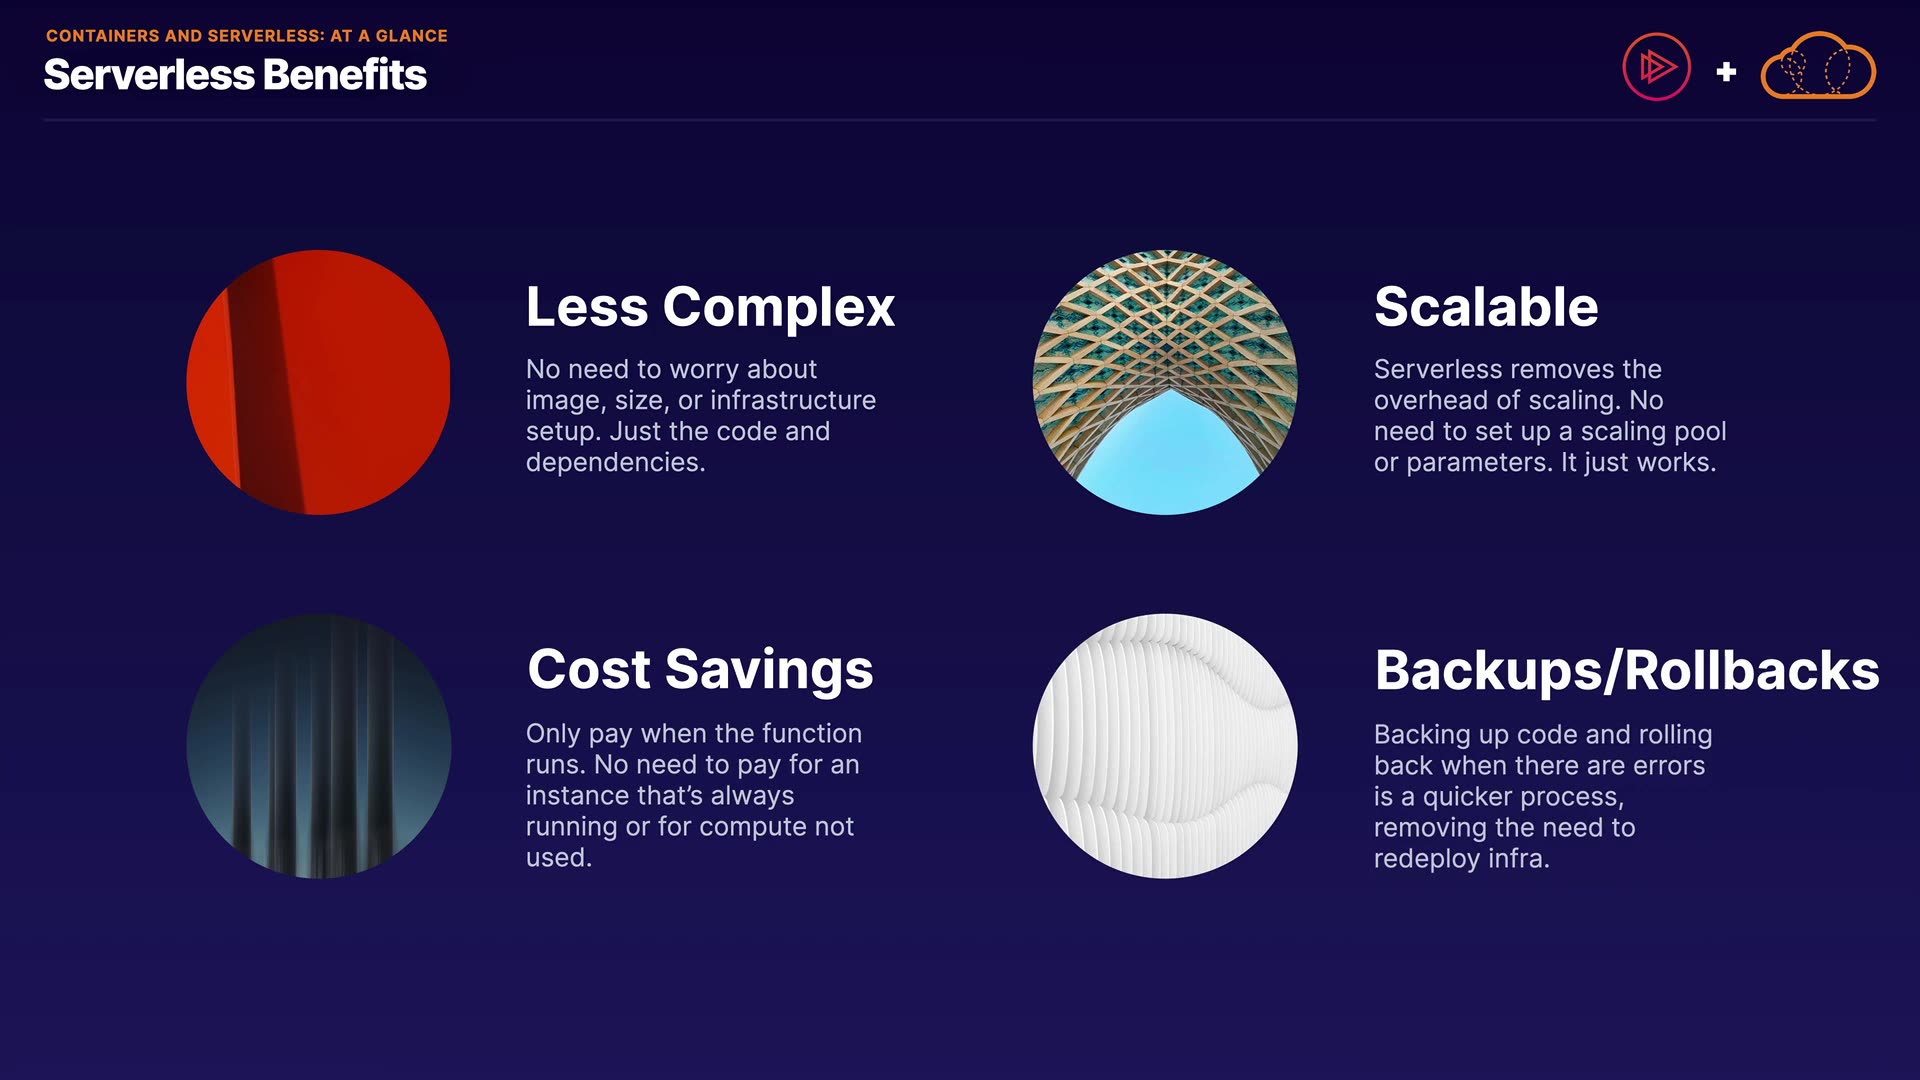 CONTAINERS AND SERVERLESS: AT A GLANCE
Serverless Benefits
Less Complex
No need to worry about
image, size, or infrastructure
setup. Just the code and
dependencies.
Scalable
Serverless removes the
overhead of scaling. No
need to set up a scaling pool
or parameters. It just works.
Cost Savings
Only pay when the function
runs. No need to pay for an
instance that’s always
running or for compute not
used.
Backups/Rollbacks
Backing up code and rolling
back when there are errors
is a quicker process,
removing the need to
redeploy infra.